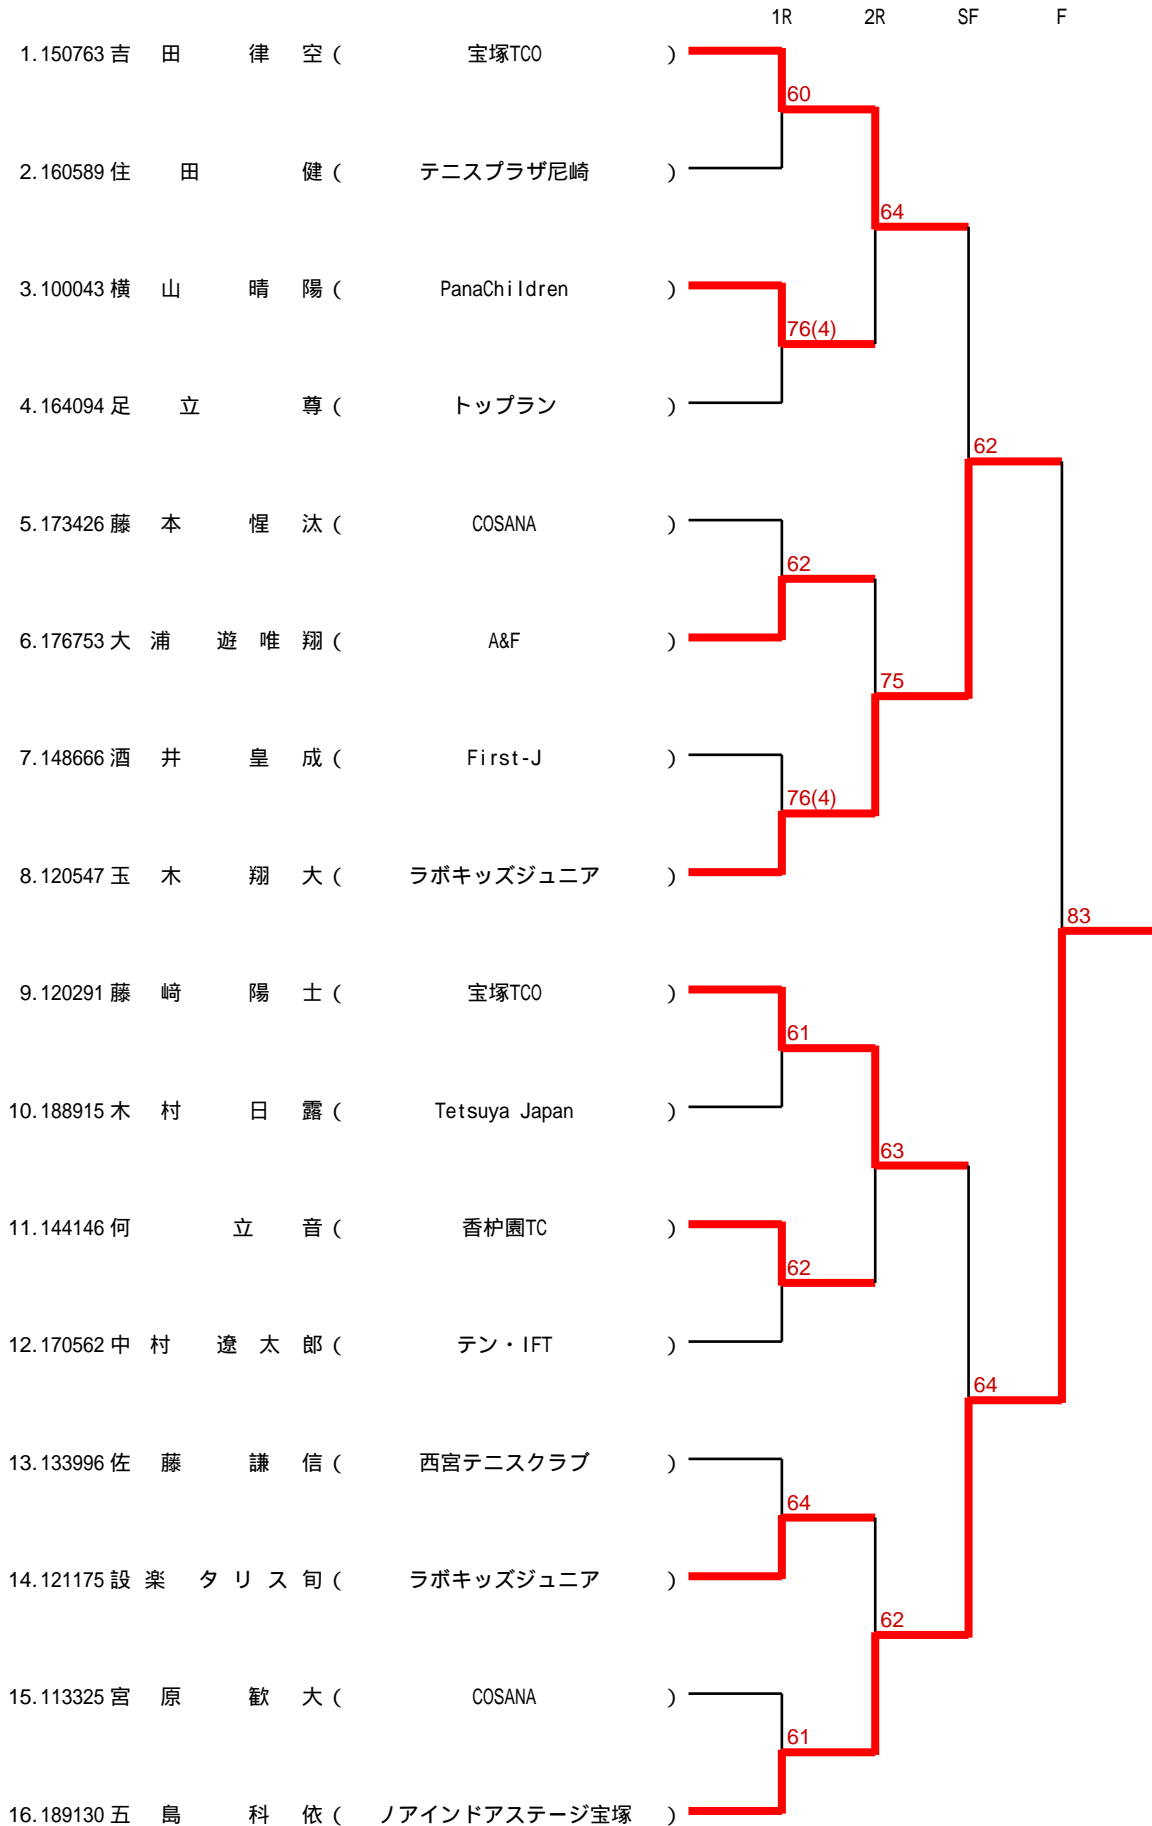 1R 2R SF F
1.150763 吉 田 律 空 ( 宝塚TCO )
60
2.160589 住 田 健 ( テニスプラザ尼崎 )
64
3.100043 横 山 晴 陽 ( PanaChildren )
76(4)
4.164094 足 立 尊 ( トップラン )
62
5.173426 藤 本 惺 汰 ( COSANA )
62
6.176753 大 浦 遊 唯 翔 ( A&F )
75
7.148666 酒 井 皇 成 ( First-J )
76(4)
8.120547 玉 木 翔 大 ( ラボキッズジュニア )
83
9.120291 藤 﨑 陽 士 ( 宝塚TCO )
61
10.188915 木 村 日 露 ( Tetsuya Japan )
63
11.144146 何 立 音 ( 香枦園TC )
62
12.170562 中 村 遼 太 郎 ( テン・IFT )
64
13.133996 佐 藤 謙 信 ( 西宮テニスクラブ )
64
14.121175 設 楽 タ リ ス 旬 ( ラボキッズジュニア )
62
15.113325 宮 原 歓 大 ( COSANA )
61
16.189130 五 島 科 依 ( ノアインドアステージ宝塚 )